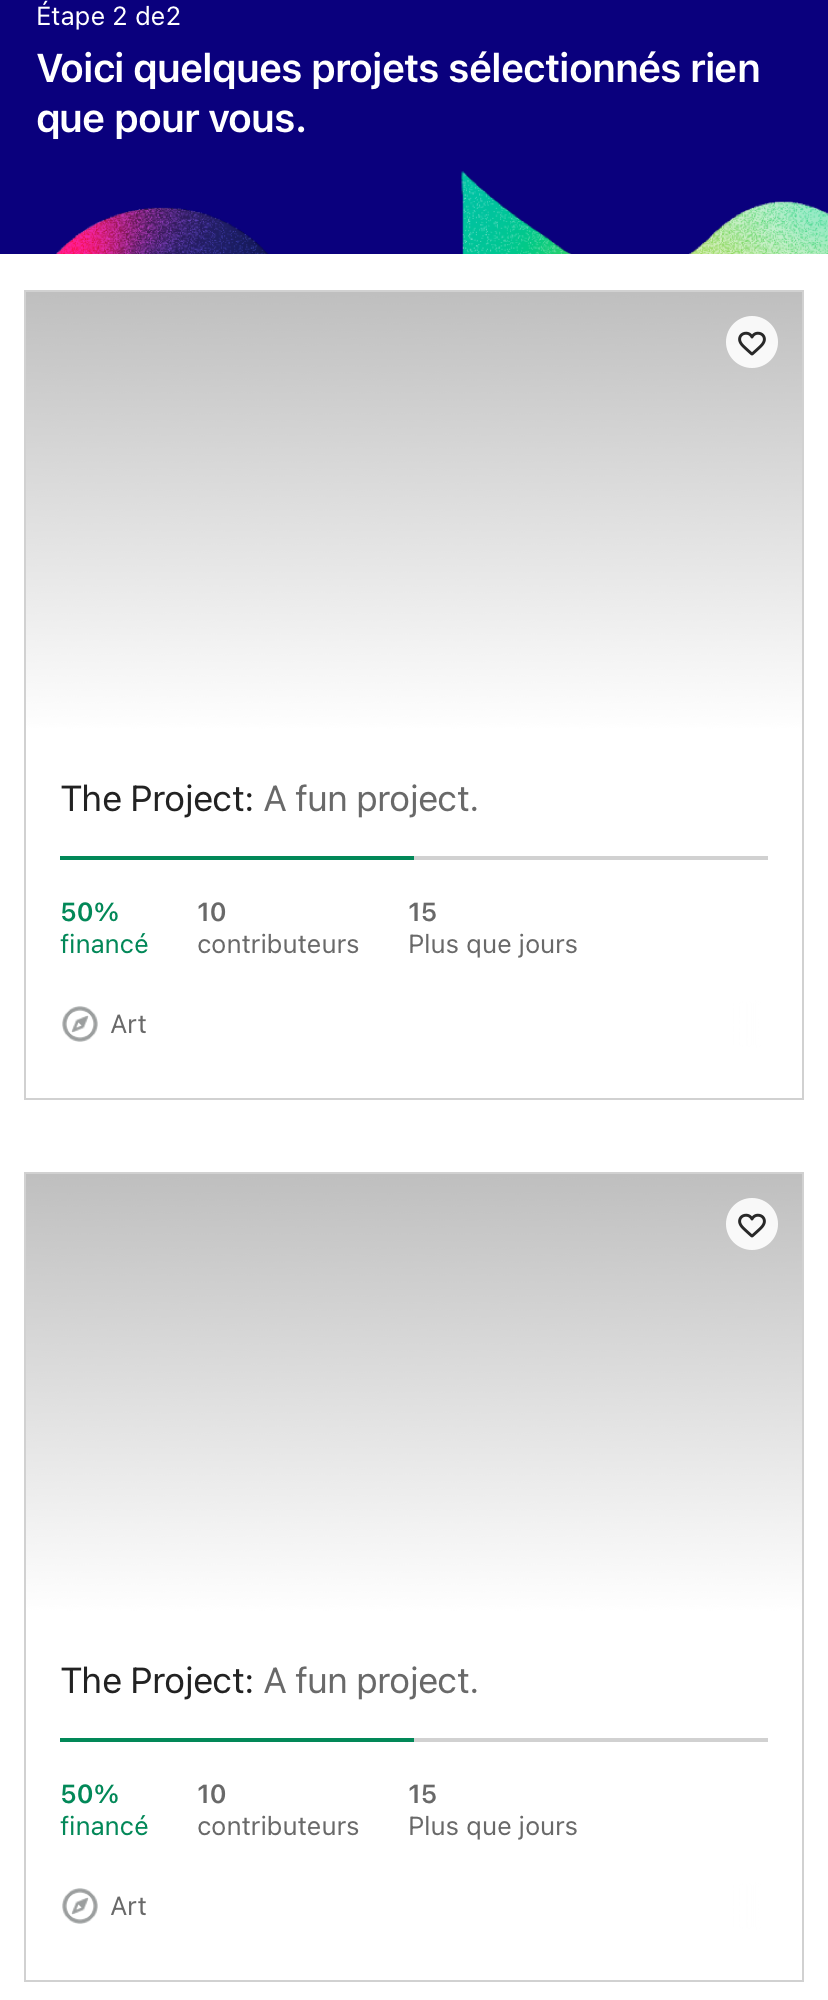 Étape 2 de2
Voici quelques projets sélectionnés rien
que pour vous.
The Project: A fun project.
50% 10 15
financé contributeurs Plus que jours
Art
The Project: A fun project.
50% 10 15
financé contributeurs Plus que jours
Art